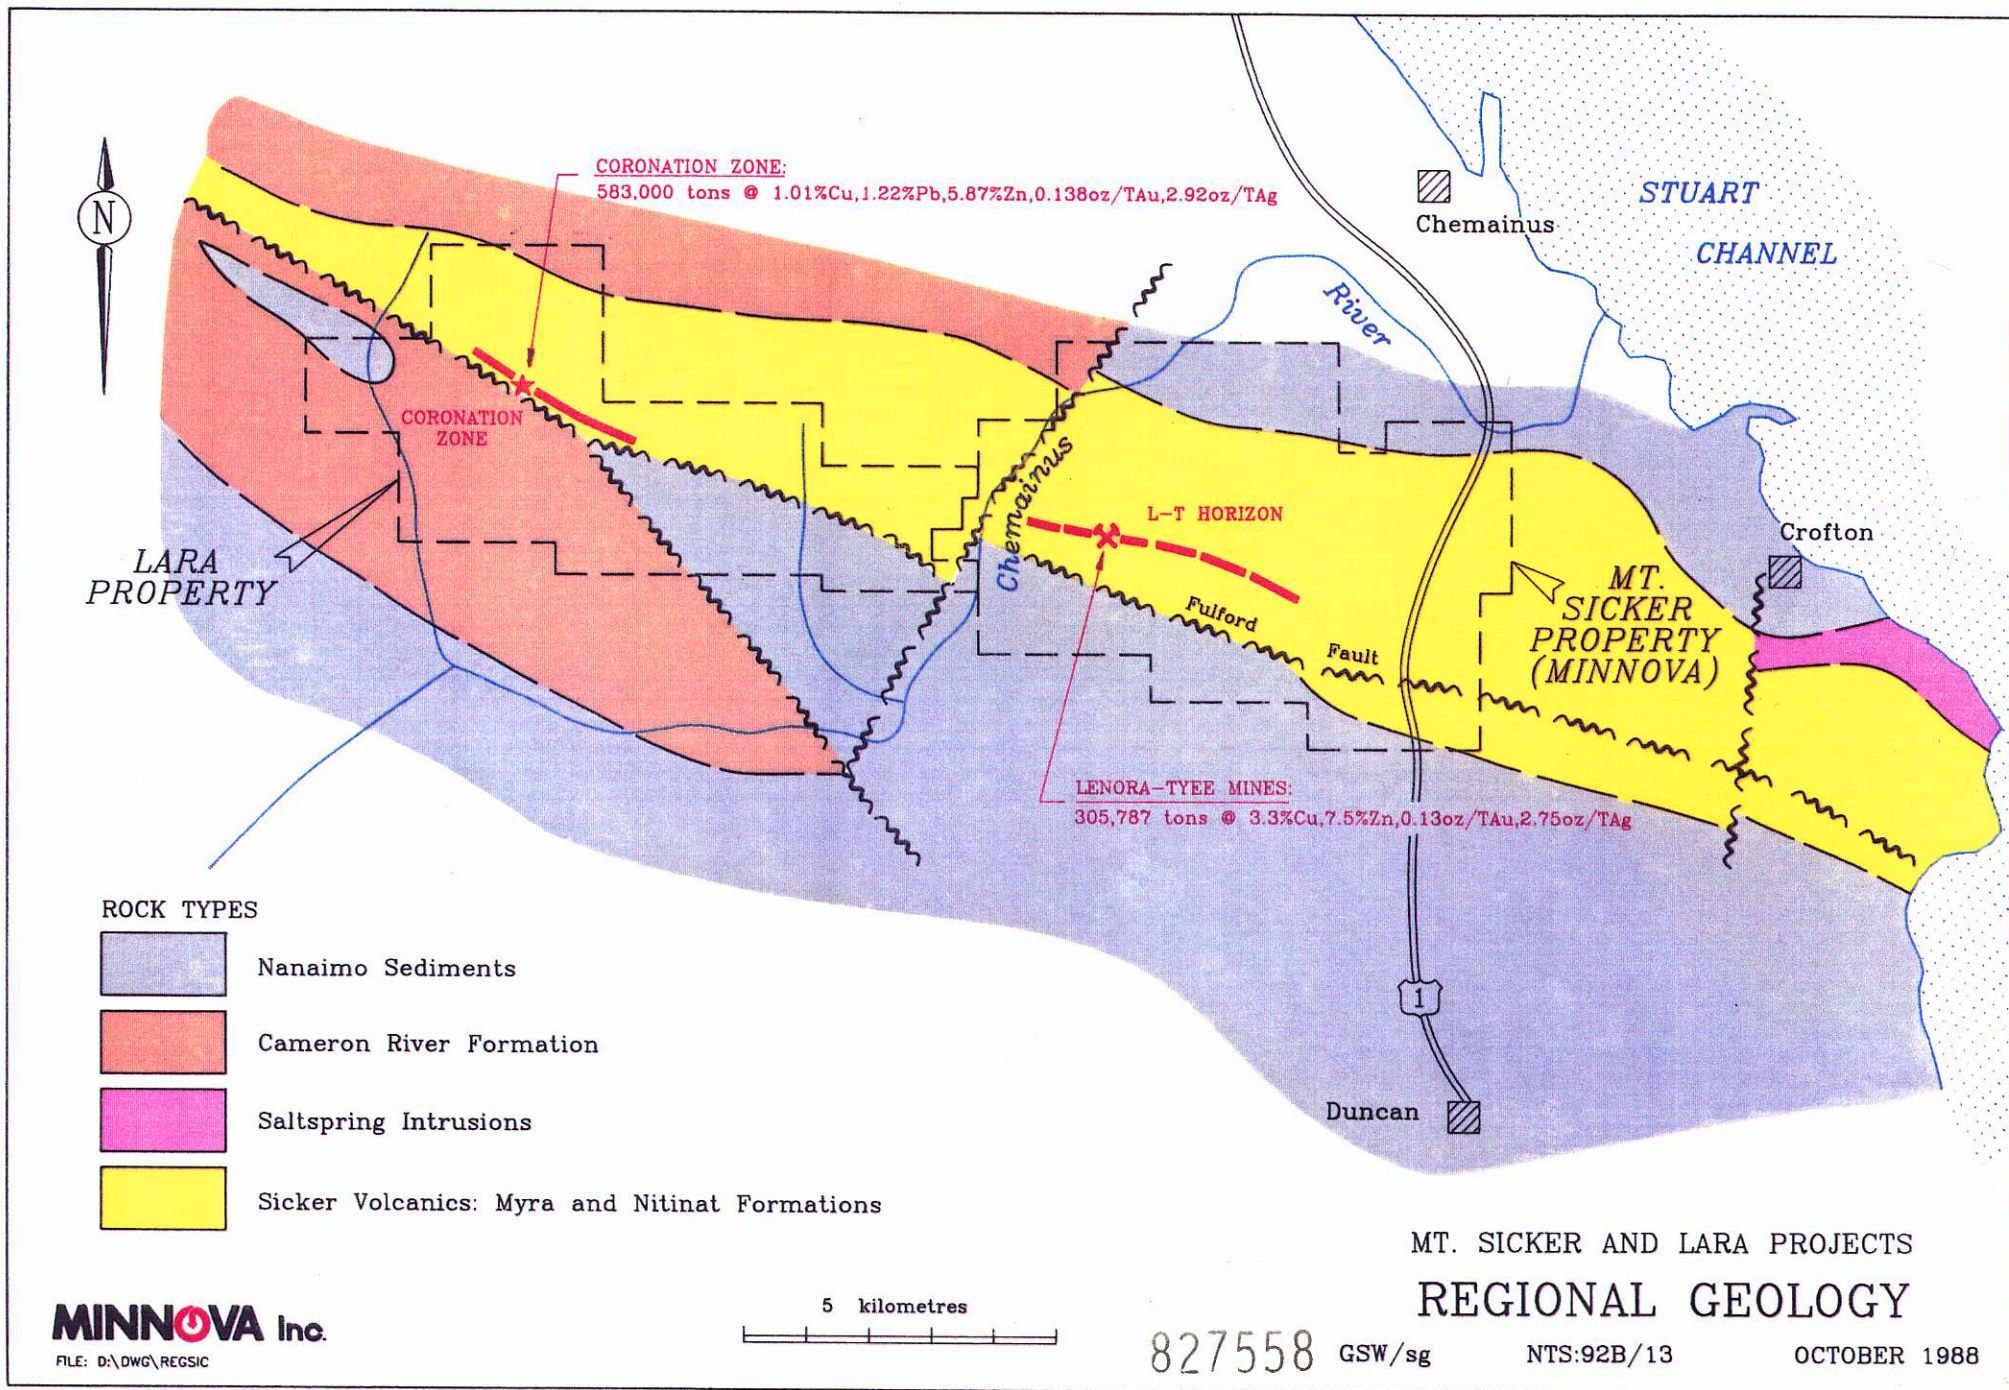 CORONATION ZONE:
583,000 tons @ 1.01%Cu,1.22%Pb,5.87%Zn,0.138oz/TAu,2.92oz/TAg
N
Chemainus
STUART
CHANNEL
River
CORONATION
ZONE
Chemainus
L-T HORIZON
Crofton
LARA
PROPERTY
MT.
SICKER
PROPERTY
(MINNOVA)
Fulford
Fault
LENORA-TYEE MINES:
305,787 tons @ 3.3%Cu,7.5%Zn,0.13oz/TAu,2.75oz/TAg
ROCK TYPES
Nanaimo Sediments
Cameron River Formation
Saltspring Intrusions
Sicker Volcanics: Myra and Nitinat Formations
1
Duncan
MT. SICKER AND LARA PROJECTS
REGIONAL GEOLOGY
MINNOVA Inc.
FILE: D:\DWG\REGSIC
5 kilometres
827558
GSW/sg
NTS:92B/13
OCTOBER 1988